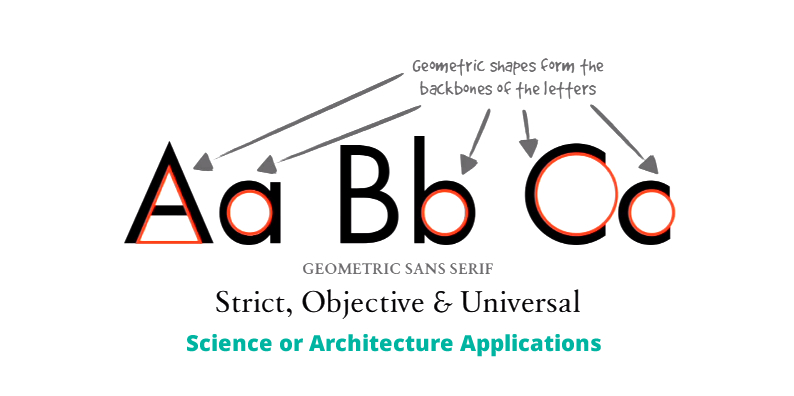 Geometric shapes form the
backbones of the letters
Aa Bb Cc
GEOMETRIC SANS SERIF
Strict, Objective & Universal
Science or Architecture Applications